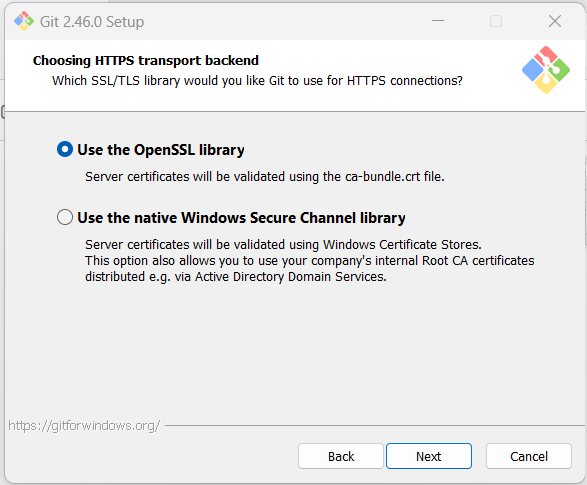 Git 2.46.0 Setup
Choosing HTTPS transport backend
Which SSL/TLS library would you like Git to use for HTTPS connections?
Use the OpenSSL library
Server certificates will be validated using the ca-bundle.crt file.
Use the native Windows Secure Channel library
Server certificates will be validated using Windows Certificate Stores.
This option also allows you to use your company's internal Root CA certificates
distributed e.g. via Active Directory Domain Services.
https://gitforwindows.org/
Back
Next
Cancel